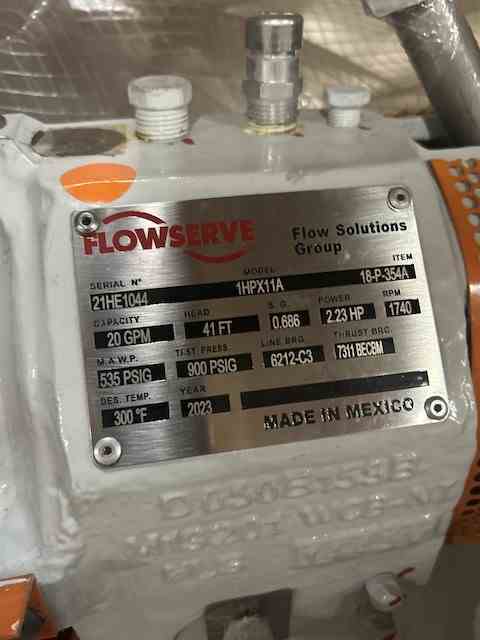 FLOWSERVE
Flow Solutions
Group
SERIAL N° MODEL ITEM
21HE1044 1HPX11A 18-P-354A
CAPACITY HEAD S. G. POWER RPM
20 GPM 41 FT 0.686 2.23 HP 1740
M.A.W.P. TEST PRESS LINE BRG. THRUST BRG.
535 PSIG 900 PSIG 6212-C3 7311 BECBM
DES. TEMP. YEAR
300 °F 2023
MADE IN MEXICO